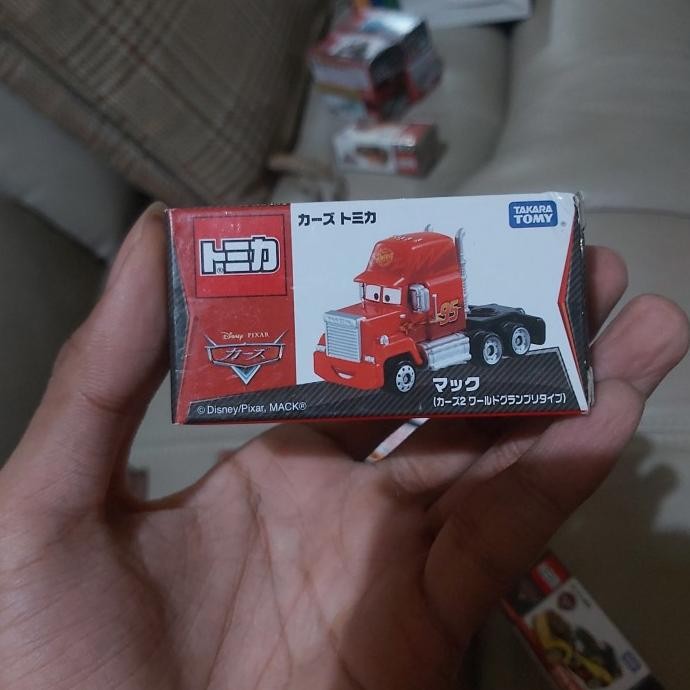 カーズ トミカ
TAKARA
TOMY
トミカ®
Disney PIXAR
カーズ
95
マック
(カーズ2 ワールドグランプリタイプ)
© Disney/Pixar, MACK®